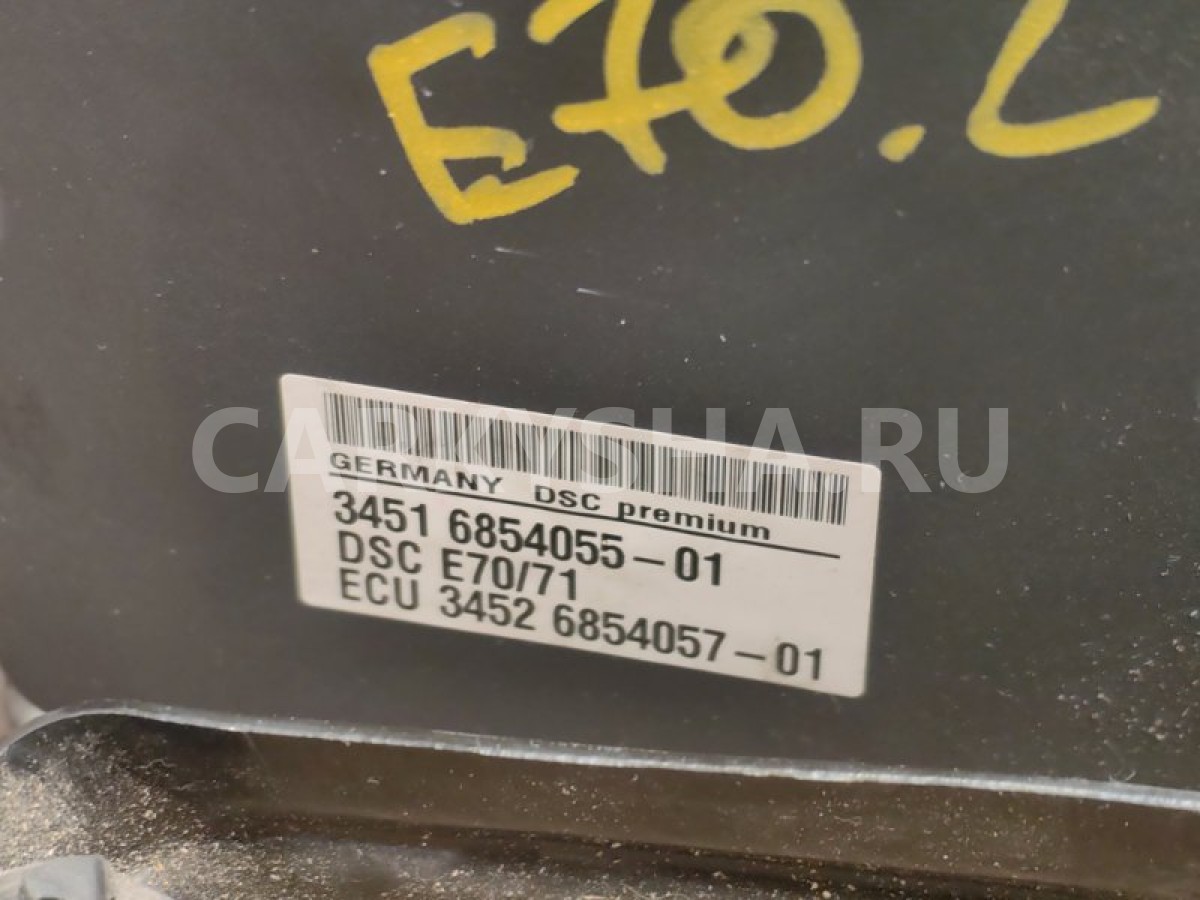 E70.L
CARKYSHA.RU
GERMANY DSC premium
3451 6854055-01
DSC E70/71
ECU 3452 6854057-01